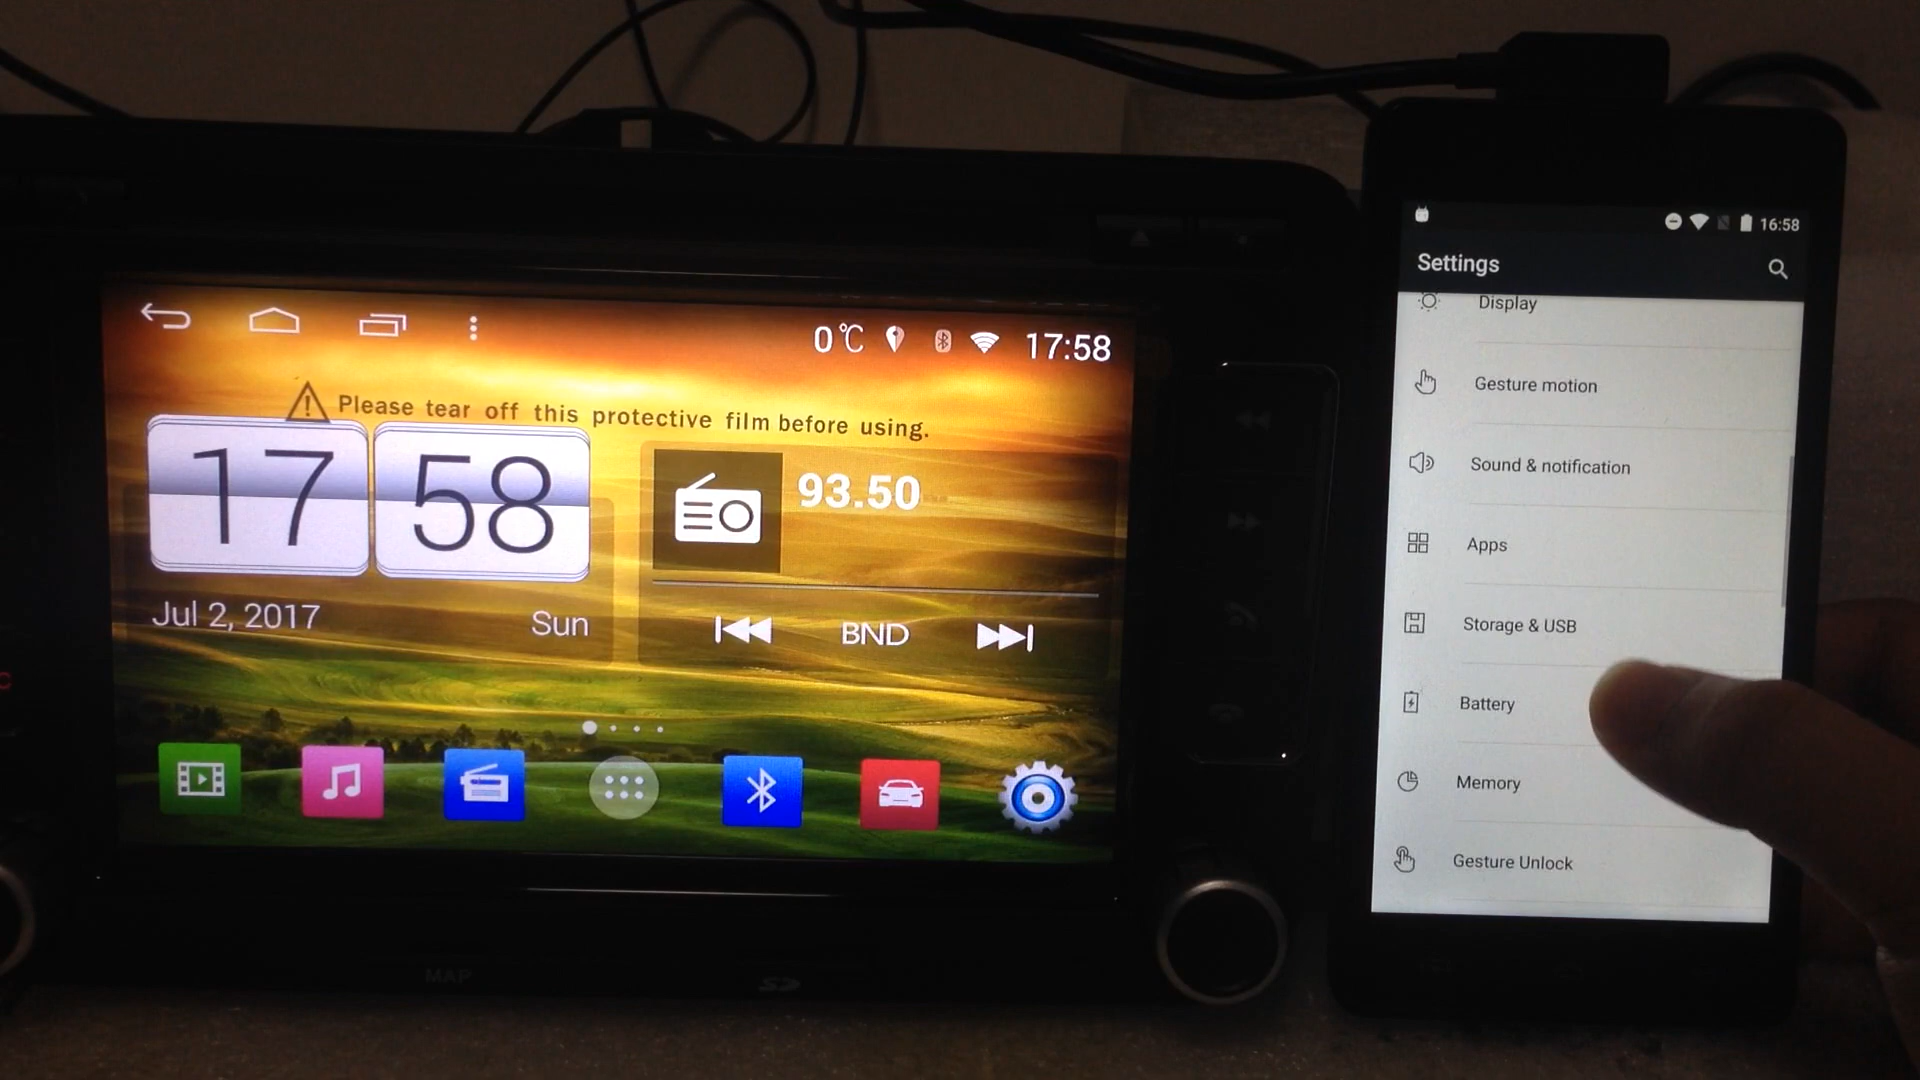 0°C 17:58
Please tear off this protective film before using.
17 58
93.50
Jul 2, 2017 Sun
BND
MAP
SD
16:58
Settings
Display
Gesture motion
Sound & notification
Apps
Storage & USB
Battery
Memory
Gesture Unlock